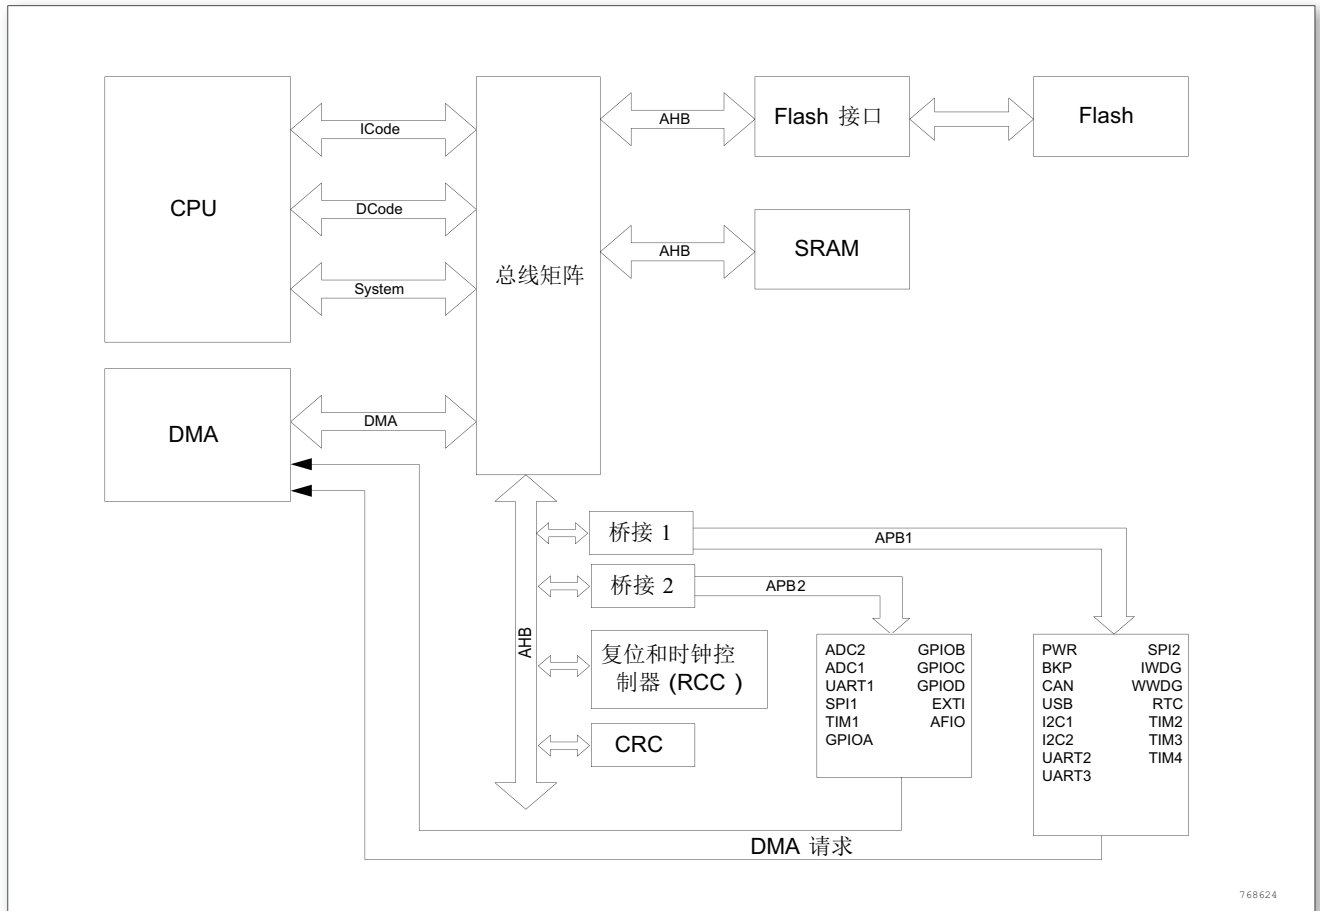 CPU
ICode
DCode
System
总线矩阵
AHB
Flash 接口
Flash
AHB
SRAM
DMA
DMA
AHB
桥接 1
APB1
桥接 2
APB2
复位和时钟控
制器 (RCC )
CRC
ADC2 GPIOB
ADC1 GPIOC
UART1 GPIOD
SPI1 EXTI
TIM1 AFIO
GPIOA
PWR SPI2
BKP IWDG
CAN WWDG
USB RTC
I2C1 TIM2
I2C2 TIM3
UART2 TIM4
UART3
DMA 请求
768624